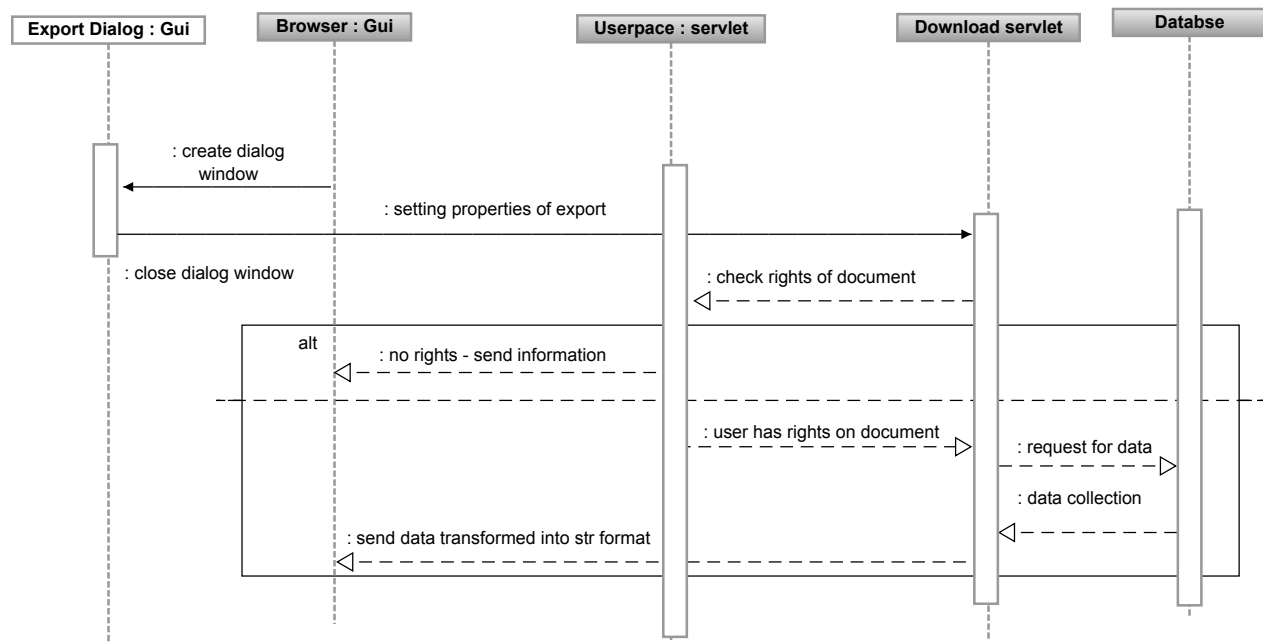 Export Dialog : Gui
Browser : Gui
Userpace : servlet
Download servlet
Databse
: create dialog
window
: setting properties of export
: close dialog window
: check rights of document
alt
: no rights - send information
: user has rights on document
: request for data
: data collection
: send data transformed into str format